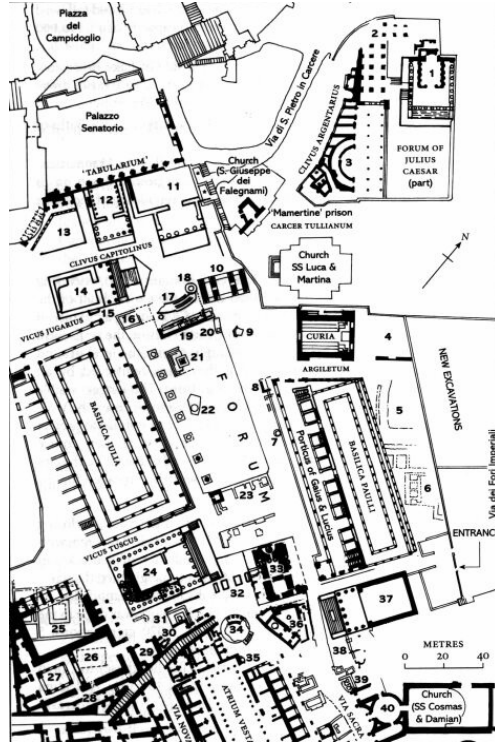 Piazza
del
Campidoglio
Palazzo
Senatorio
'TABULARIUM'
Via di S. Pietro in Carcere
CLIVUS ARGENTARIUS
2
1
3
FORUM OF
JULIUS
CAESAR
(part)
Church
(S. Giuseppe
dei
Falegnami)
'Mamertine' prison
CARCER TULLIANUM
11
12
13
CLIVUS CAPITOLINUS
Church
SS Luca &
Martina
N
14
18
10
17
15
16
19
20
9
VICUS JUGARIUS
CURIA
4
ARGILETUM
NEW EXCAVATIONS
21
8
5
BASILICA JULIA
22
FORUM
7
Porticus of Gaius & Lucius
BASILICA PAULLI
6
Via dei Fori Imperiali
23
ENTRANC
VICUS TUSCUS
24
33
32
37
25
31
30
34
36
26
29
38
METRES
0 20 40
27
35
39
28
VIA NOVA
ATRIUM VESTA
VIA SACRA
40
Church
(SS Cosmas
& Damian)